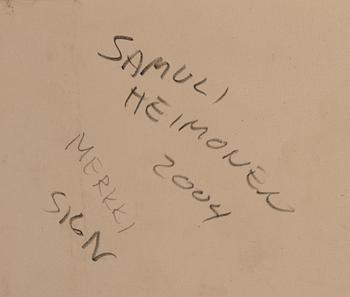 SAMULI
HEIMONEN
2004
MERKKI
SIGN